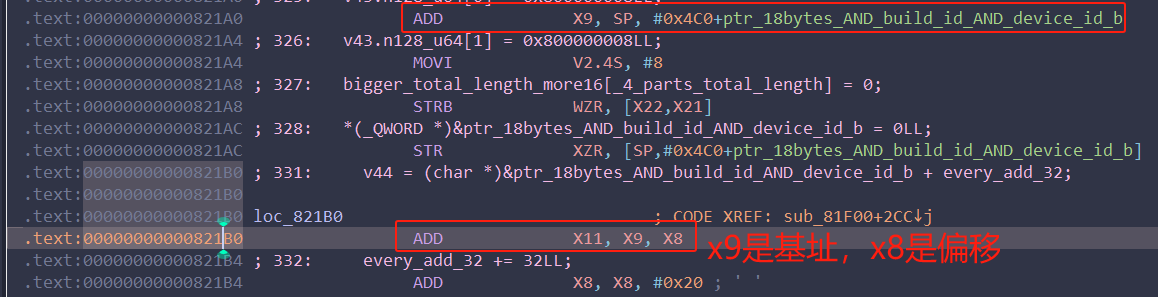 ; 325: v43.n128_u64[0] = 0x800000008LL;
.text:00000000000821A0 ADD X9, SP, #0x4C0+ptr_18bytes_AND_build_id_AND_device_id_b
.text:00000000000821A4 ; 326: v43.n128_u64[1] = 0x800000008LL;
.text:00000000000821A4 MOVI V2.4S, #8
.text:00000000000821A8 ; 327: bigger_total_length_more16[_4_parts_total_length] = 0;
.text:00000000000821A8 STRB WZR, [X22,X21]
.text:00000000000821AC ; 328: *(_QWORD *)&ptr_18bytes_AND_build_id_AND_device_id_b = 0LL;
.text:00000000000821AC STR XZR, [SP,#0x4C0+ptr_18bytes_AND_build_id_AND_device_id_b]
.text:00000000000821B0 ; 331: v44 = (char *)&ptr_18bytes_AND_build_id_AND_device_id_b + every_add_32;
.text:00000000000821B0
.text:00000000000821B0 loc_821B0 ; CODE XREF: sub_81F00+2CC↓j
.text:00000000000821B0 ADD X11, X9, X8 x9是基址，x8是偏移
.text:00000000000821B4 ; 332: every_add_32 += 32LL;
.text:00000000000821B4 ADD X8, X8, #0x20 ; ' '